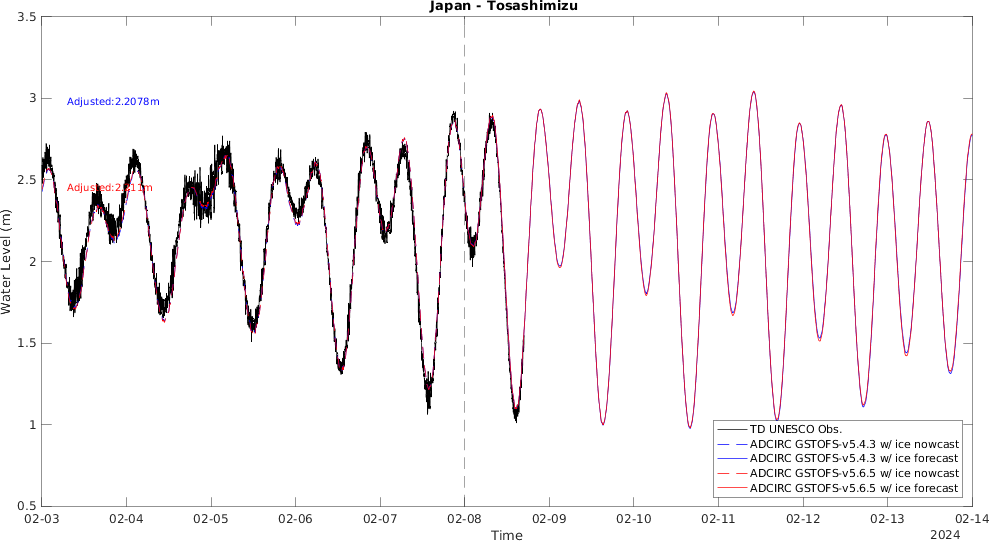 Japan - Tosashimizu
3.5
3
2.5
2
1.5
1
0.5
Water Level (m)
Adjusted:2.2078m
TD UNESCO Obs.
ADCIRC GSTOFS-v5.4.3 w/ ice nowcast
ADCIRC GSTOFS-v5.4.3 w/ ice forecast
ADCIRC GSTOFS-v5.6.5 w/ ice nowcast
ADCIRC GSTOFS-v5.6.5 w/ ice forecast
02-03 02-04 02-05 02-06 02-07 02-08 02-09 02-10 02-11 02-12 02-13 02-14
Time
2024